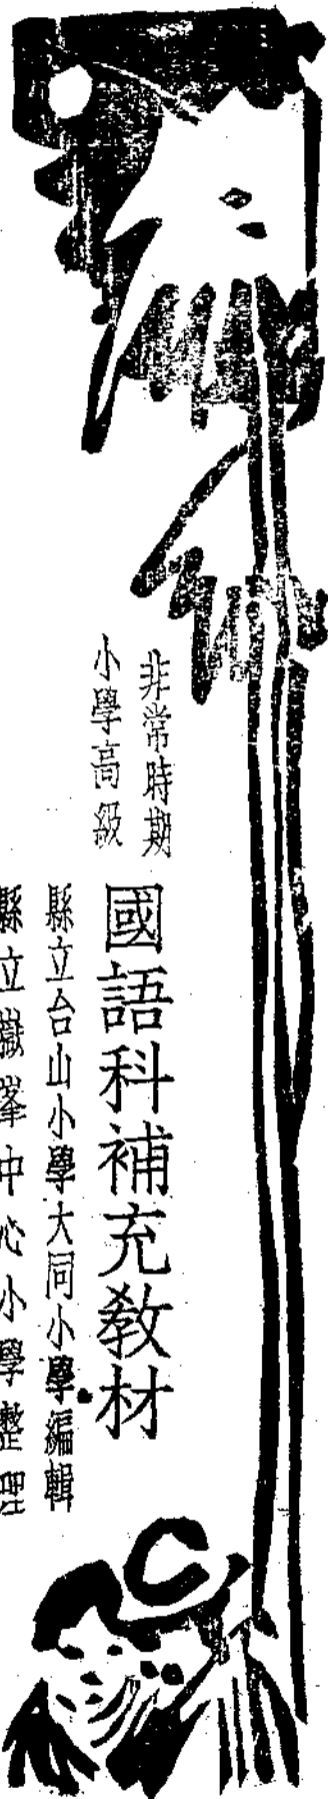 非常時期
小學高級
國語科補充教材
縣立台山小學大同小學編輯
縣立嶽峯中心小學整理